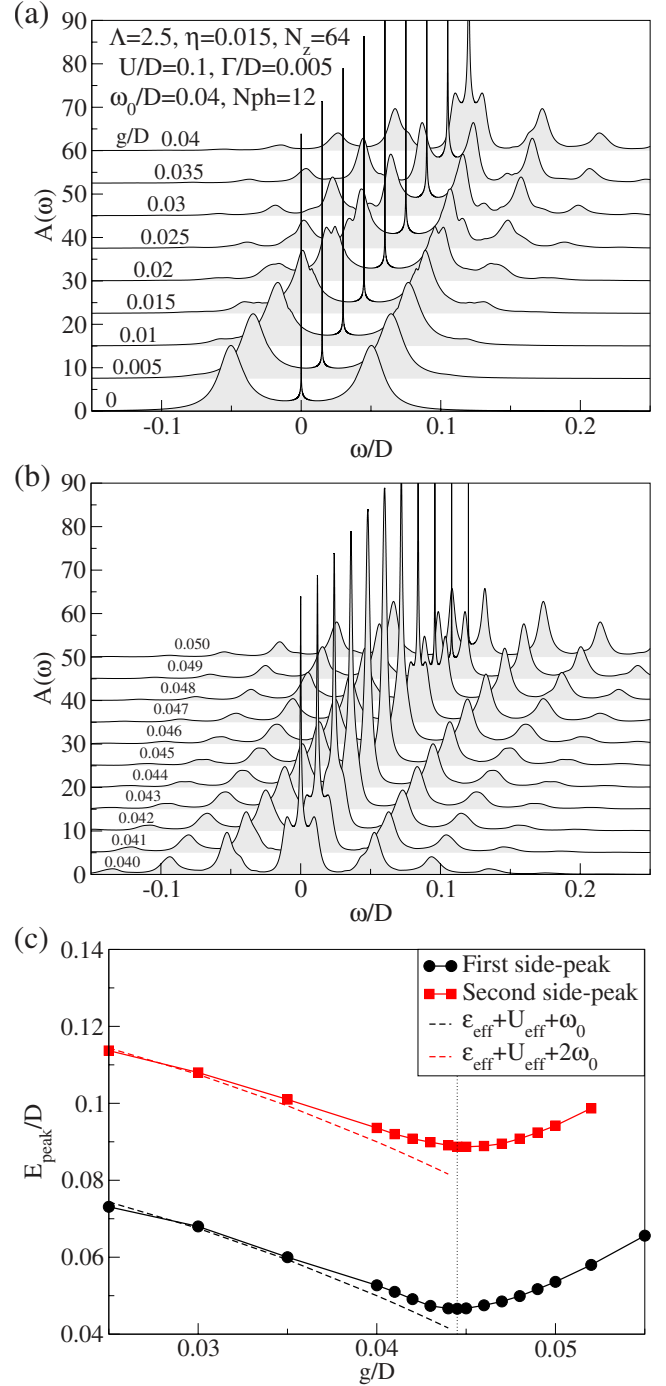 (a)
90
80
70
60
50
40
30
20
10
0
A(ω)
Λ=2.5, η=0.015, N_z=64
U/D=0.1, Γ/D=0.005
ω_0/D=0.04, Nph=12
g/D
0.04
0.035
0.03
0.025
0.02
0.015
0.01
0.005
0
-0.1 0 0.1 0.2
ω/D
(b)
90
80
70
60
50
40
30
20
10
0
A(ω)
0.050
0.049
0.048
0.047
0.046
0.045
0.044
0.043
0.042
0.041
0.040
-0.1 0 0.1 0.2
ω/D
(c)
0.14
0.12
0.1
0.08
0.06
0.04
E_peak/D
First side-peak
Second side-peak
ε_eff+U_eff+ω_0
ε_eff+U_eff+2ω_0
0.03 0.04 0.05
g/D